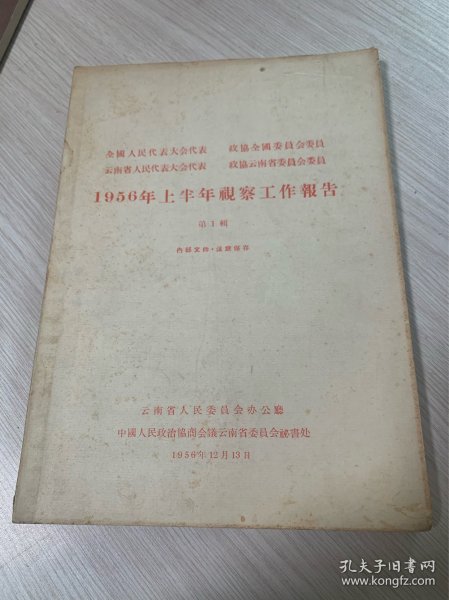 全國人民代表大会代表　政協全國委員会委員
云南省人民代表大会代表　政協云南省委員会委員
1956年上半年視察工作報告
第1輯
內部文件·注意保存
云南省人民委員会办公廳
中國人民政治協商会議云南省委員会祕書处
1956年12月13日
孔夫子旧书网
www.kongfz.com